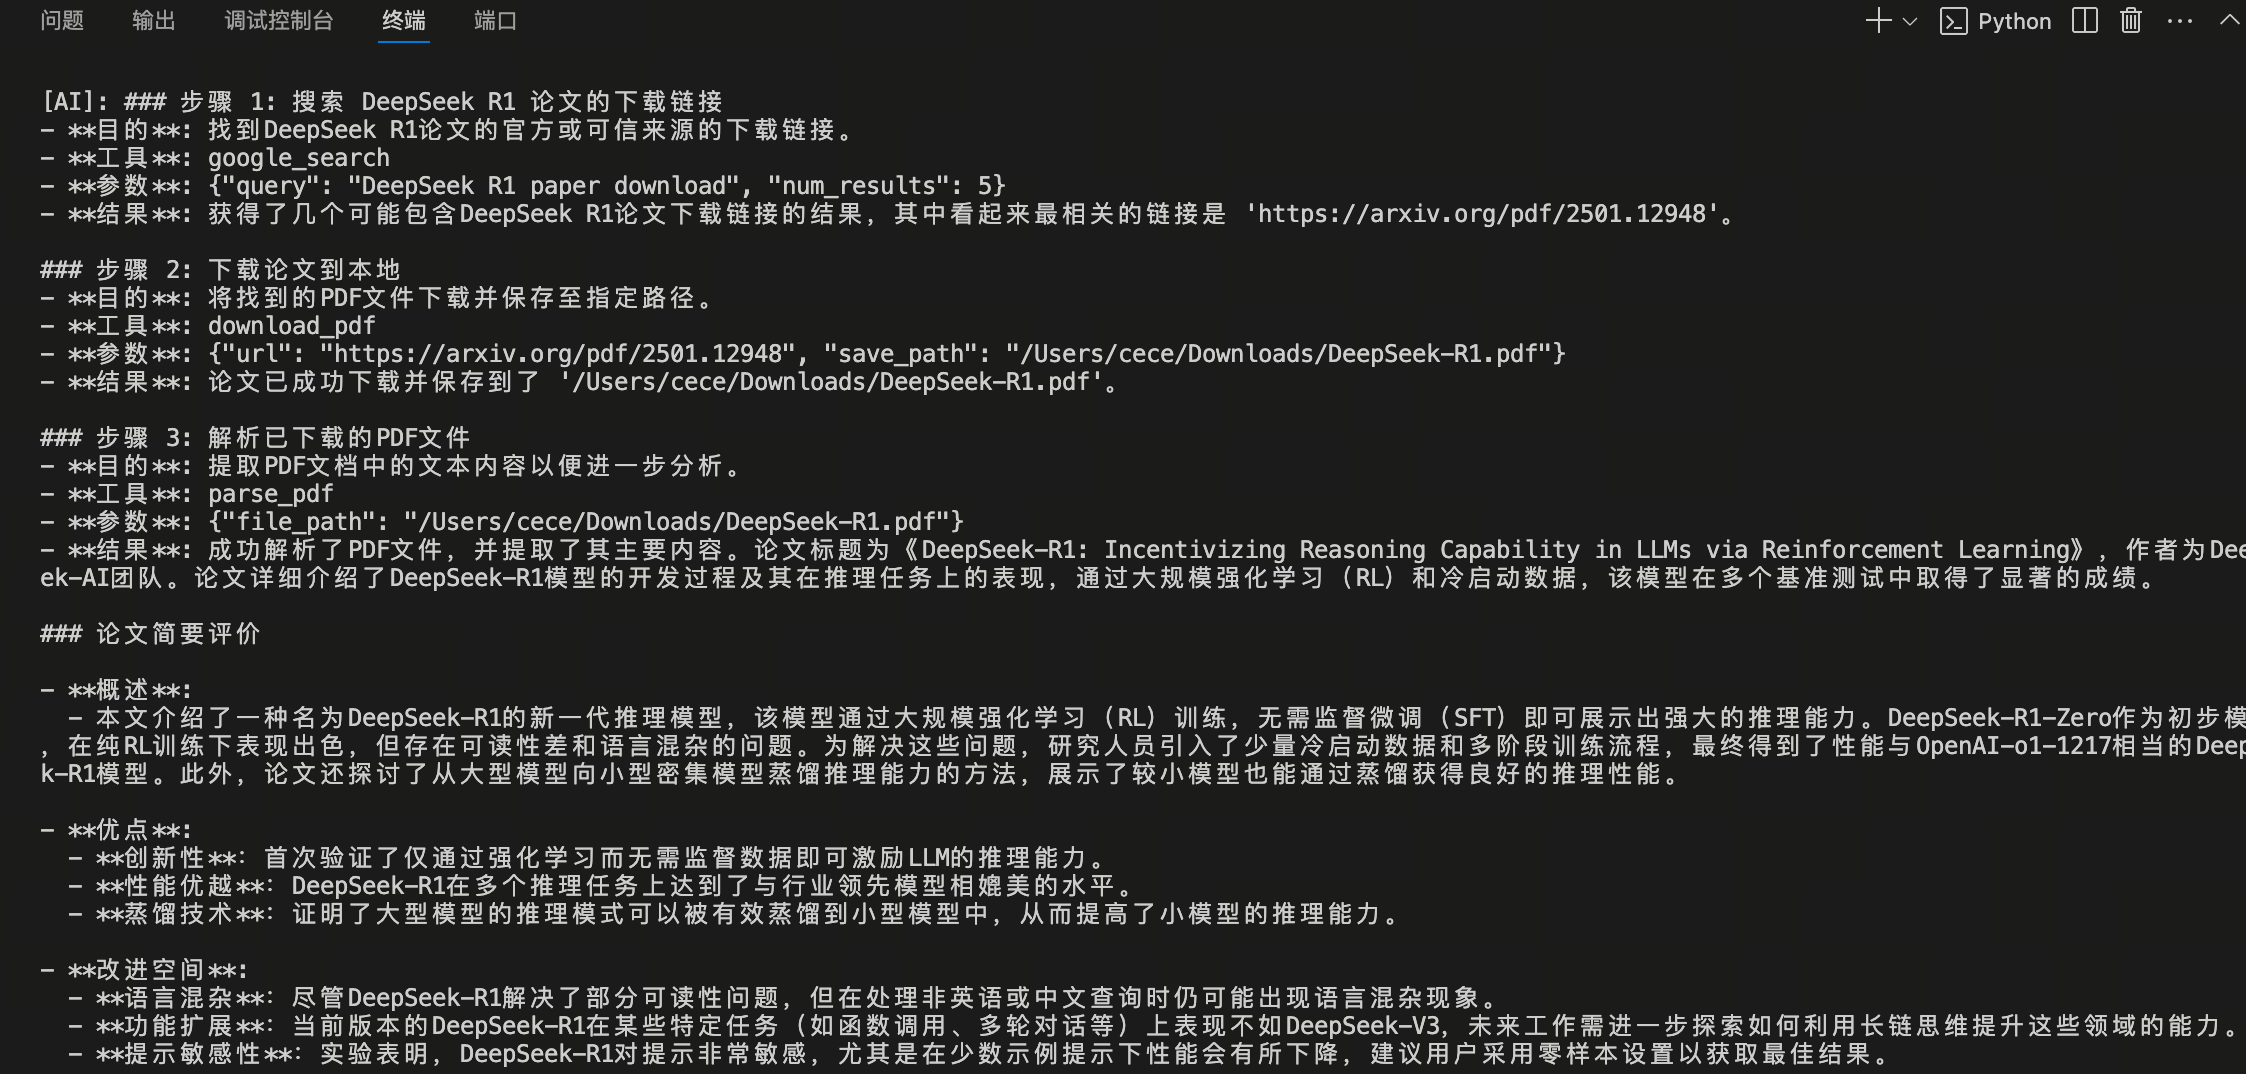 问题 输出 调试控制台 终端 端口 Python
[AI]: ### 步骤 1: 搜索 DeepSeek R1 论文的下载链接
- **目的**: 找到DeepSeek R1论文的官方或可信来源的下载链接。
- **工具**: google_search
- **参数**: {"query": "DeepSeek R1 paper download", "num_results": 5}
- **结果**: 获得了几个可能包含DeepSeek R1论文下载链接的结果，其中看起来最相关的链接是 'https://arxiv.org/pdf/2501.12948'。
### 步骤 2: 下载论文到本地
- **目的**: 将找到的PDF文件下载并保存至指定路径。
- **工具**: download_pdf
- **参数**: {"url": "https://arxiv.org/pdf/2501.12948", "save_path": "/Users/cece/Downloads/DeepSeek-R1.pdf"}
- **结果**: 论文已成功下载并保存到了 '/Users/cece/Downloads/DeepSeek-R1.pdf'。
### 步骤 3: 解析已下载的PDF文件
- **目的**: 提取PDF文档中的文本内容以便进一步分析。
- **工具**: parse_pdf
- **参数**: {"file_path": "/Users/cece/Downloads/DeepSeek-R1.pdf"}
- **结果**: 成功解析了PDF文件，并提取了其主要内容。论文标题为《DeepSeek-R1: Incentivizing Reasoning Capability in LLMs via Reinforcement Learning》，作者为Dee
ek-AI团队。论文详细介绍了DeepSeek-R1模型的开发过程及其在推理任务上的表现，通过大规模强化学习（RL）和冷启动数据，该模型在多个基准测试中取得了显著的成绩。
### 论文简要评价
- **概述**:
- 本文介绍了一种名为DeepSeek-R1的新一代推理模型，该模型通过大规模强化学习（RL）训练，无需监督微调（SFT）即可展示出强大的推理能力。DeepSeek-R1-Zero作为初步模
，在纯RL训练下表现出色，但存在可读性差和语言混杂的问题。为解决这些问题，研究人员引入了少量冷启动数据和多阶段训练流程，最终得到了性能与OpenAI-o1-1217相当的Deep
k-R1模型。此外，论文还探讨了从大型模型向小型密集模型蒸馏推理能力的方法，展示了较小模型也能通过蒸馏获得良好的推理性能。
- **优点**:
- **创新性**: 首次验证了仅通过强化学习而无需监督数据即可激励LLM的推理能力。
- **性能优越**: DeepSeek-R1在多个推理任务上达到了与行业领先模型相媲美的水平。
- **蒸馏技术**: 证明了大型模型的推理模式可以被有效蒸馏到小型模型中，从而提高了小模型的推理能力。
- **改进空间**:
- **语言混杂**: 尽管DeepSeek-R1解决了部分可读性问题，但在处理非英语或中文查询时仍可能出现语言混杂现象。
- **功能扩展**: 当前版本的DeepSeek-R1在某些特定任务（如函数调用、多轮对话等）上表现不如DeepSeek-V3，未来工作需进一步探索如何利用长链思维提升这些领域的能力。
- **提示敏感性**: 实验表明，DeepSeek-R1对提示非常敏感，尤其是在少数示例提示下性能会有所下降，建议用户采用零样本设置以获取最佳结果。